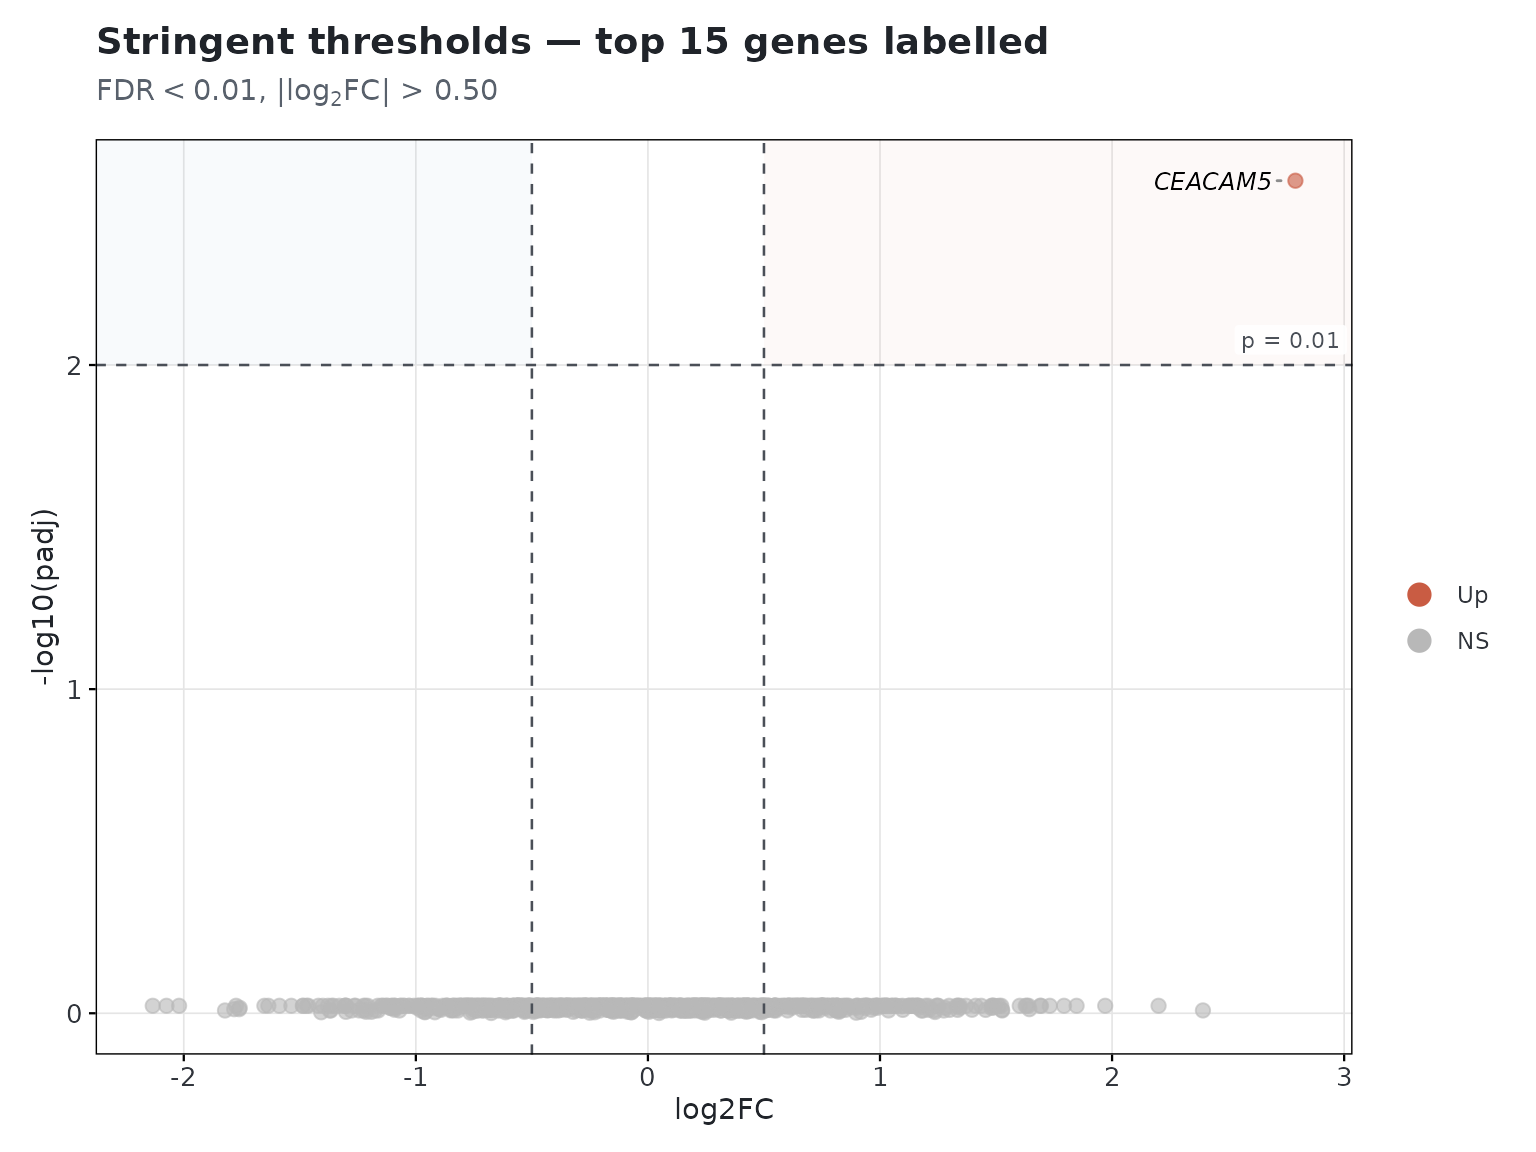 Stringent thresholds — top 15 genes labelled
FDR < 0.01, |log₂FC| > 0.50
CEACAM5
p = 0.01
-log10(padj)
2
1
0
-2
-1
0
1
2
3
log2FC
Up
NS